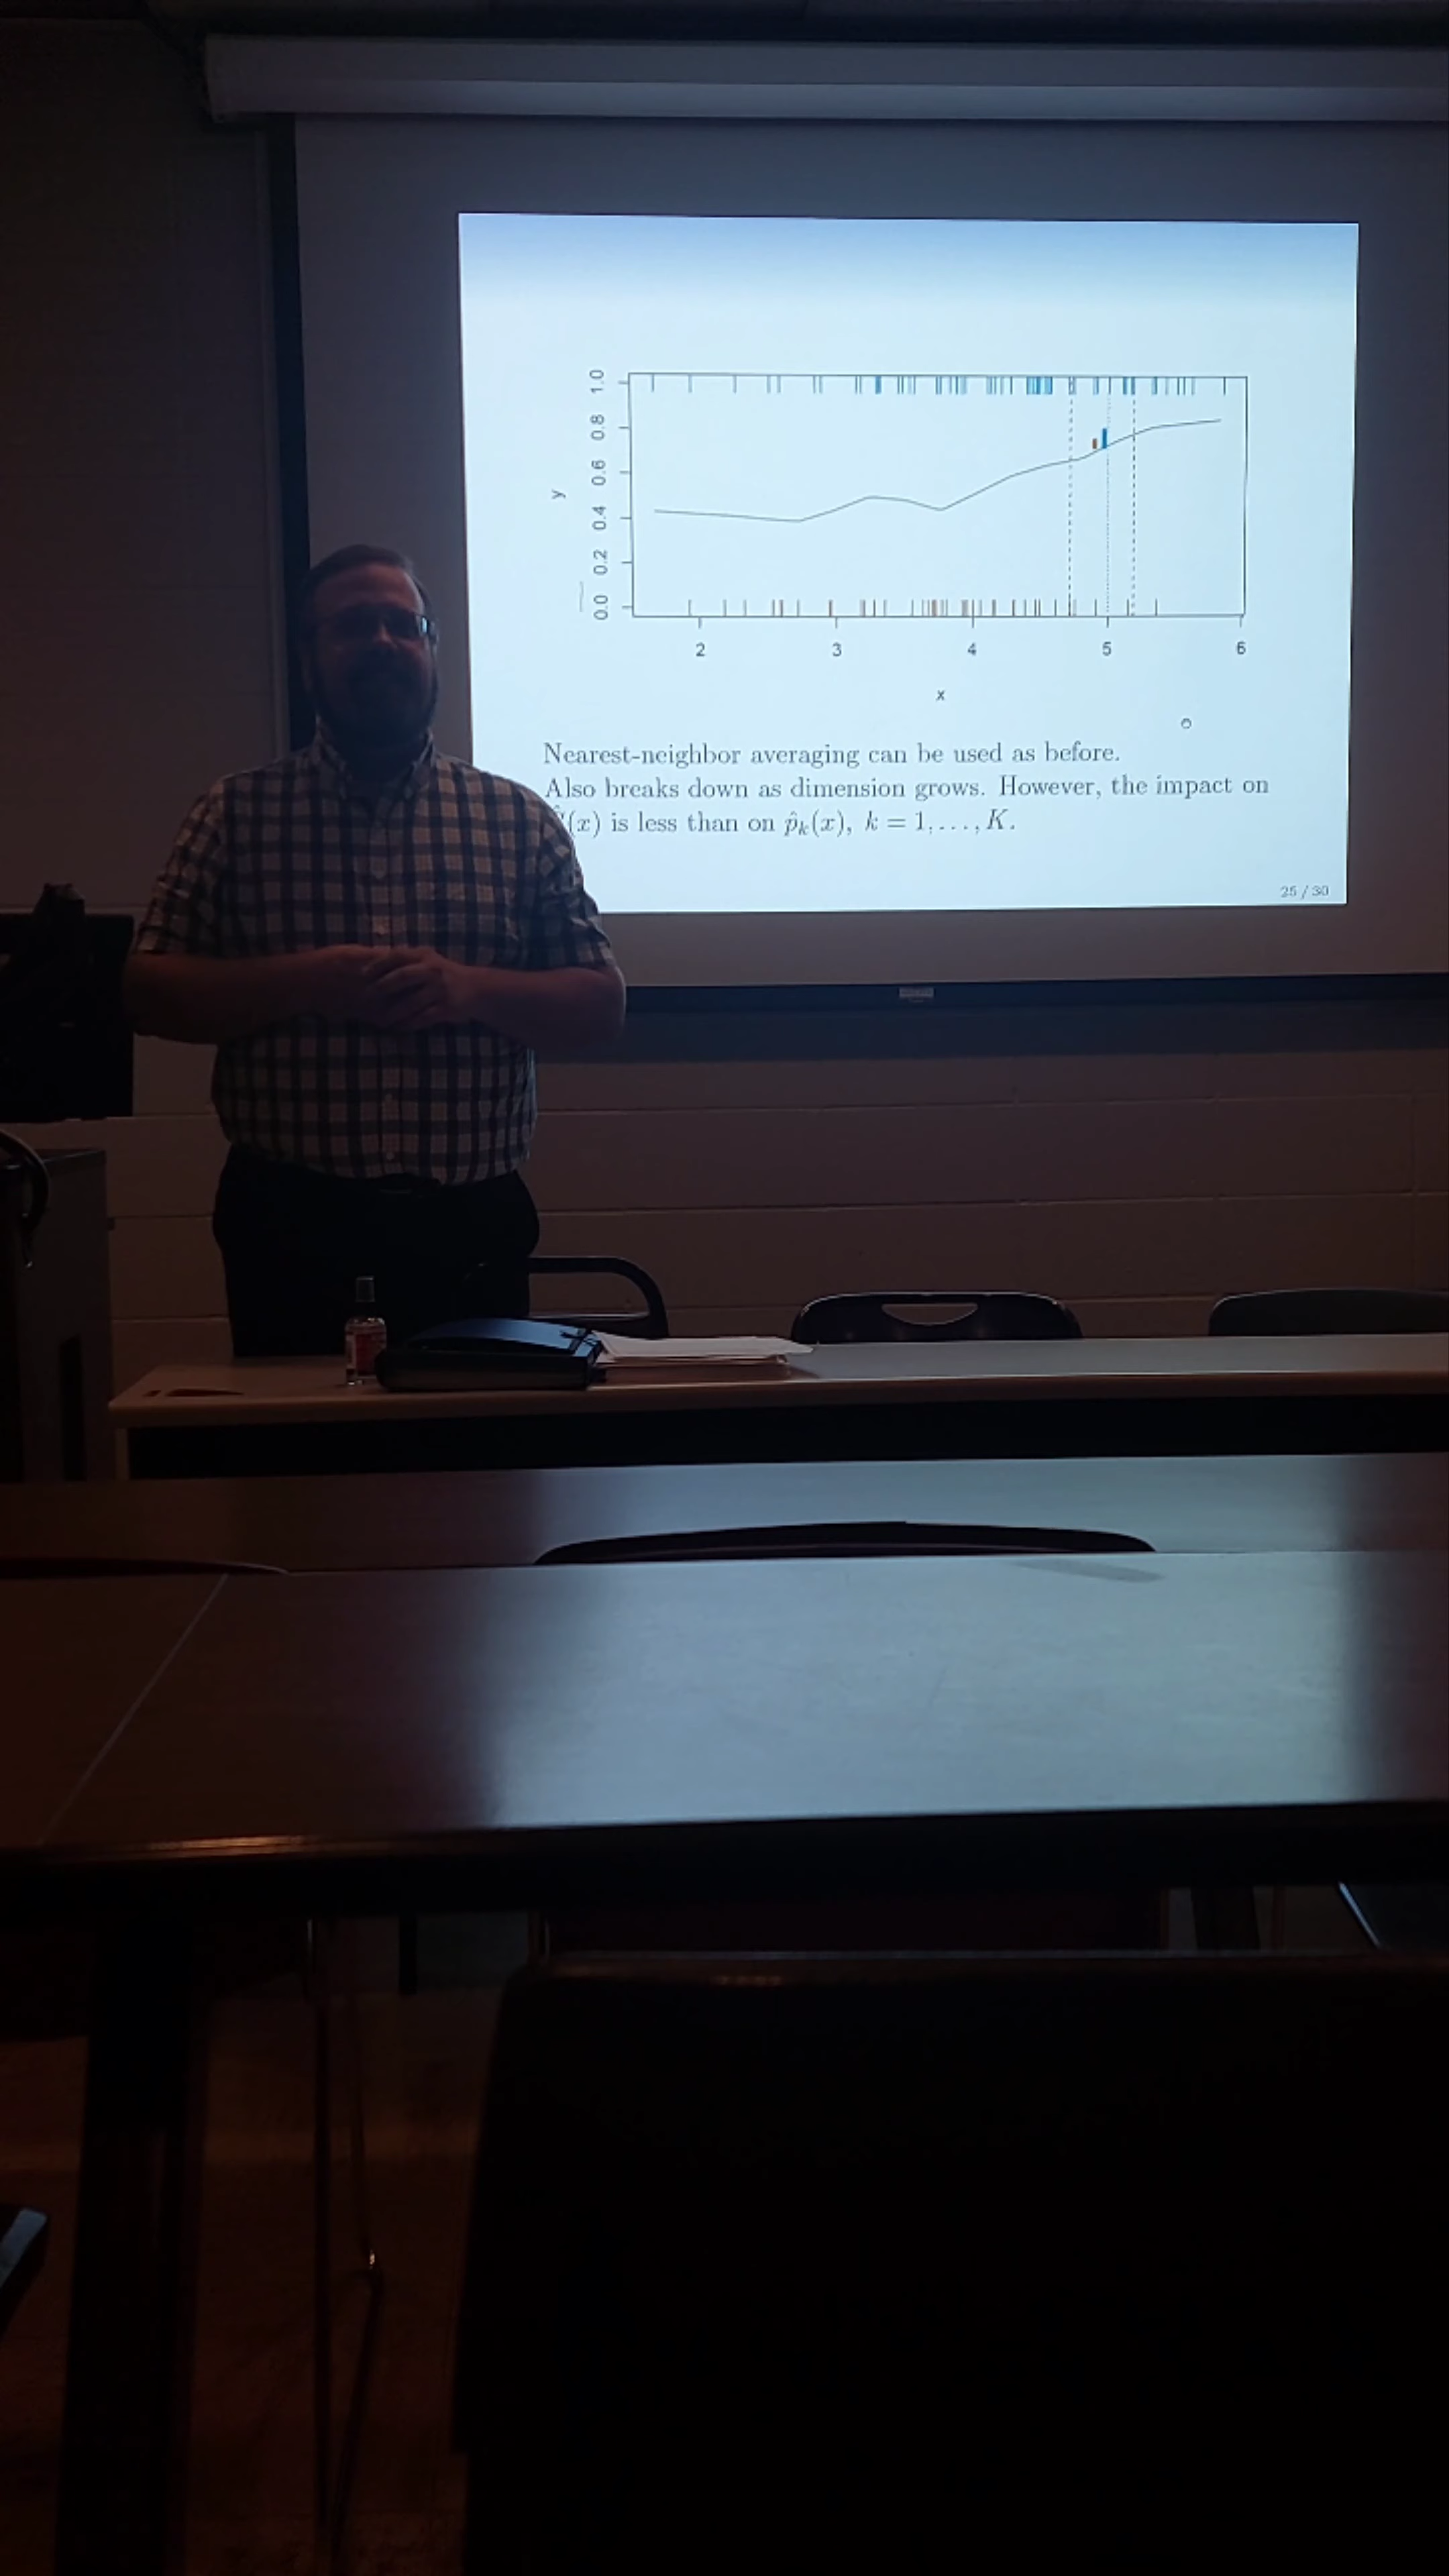 1.0
0.8
0.6
0.4
0.2
0.0
y
2 3 4 5 6
x
Nearest-neighbor averaging can be used as before.
Also breaks down as dimension grows. However, the impact on
(x) is less than on p̂ₖ(x), k = 1, . . . , K.
25 / 30